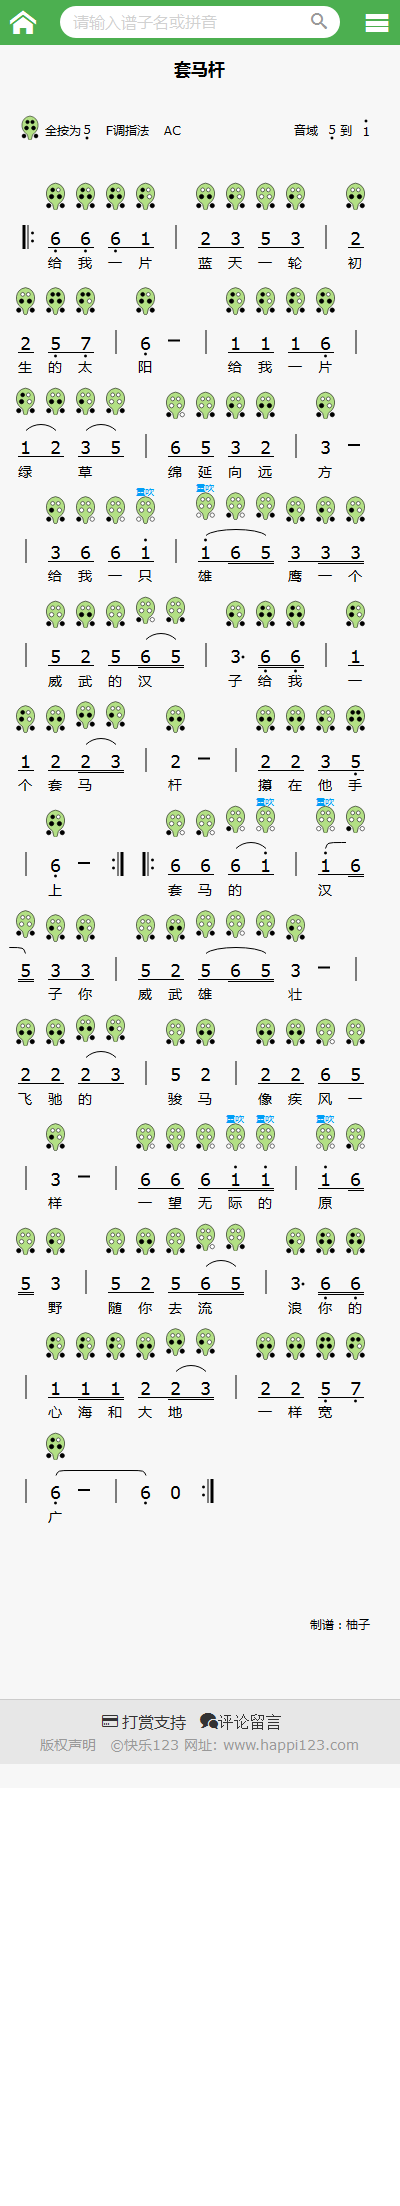 请输入谱子名或拼音
套马杆
全按为5 F调指法 AC 音域 5 到 1
6 6 6 1 | 2 3 5 3 | 2
给 我 一 片 蓝 天 一 轮 初
2 5 7 | 6 − | 1 1 1 6 |
生 的 太 阳 给 我 一 片
1 2 3 5 | 6 5 3 2 | 3 −
绿 草 绵 延 向 远 方
重吹 重吹
| 3 6 6 1 | 1 6 5 3 3 3
给 我 一 只 雄 鹰 一 个
| 5 2 5 6 5 | 3· 6 6 | 1
威 武 的 汉 子 给 我 一
1 2 2 3 | 2 − | 2 2 3 5
个 套 马 杆 攥 在 他 手
重吹 重吹
| 6 − :‖ ‖: 6 6 6 1 | 1 6
上 套 马 的 汉
5 3 3 | 5 2 5 6 5 3 − |
子 你 威 武 雄 壮
2 2 2 3 | 5 2 | 2 2 6 5
飞 驰 的 骏 马 像 疾 风 一
重吹 重吹 重吹
| 3 − | 6 6 6 1 1 | 1 6
样 一 望 无 际 的 原
5 3 | 5 2 5 6 5 | 3· 6 6
野 随 你 去 流 浪 你 的
| 1 1 1 2 2 3 | 2 2 5 7
心 海 和 大 地 一 样 宽
| 6 − | 6 0 :‖
广
制谱：柚子
打赏支持 评论留言
版权声明 ©快乐123 网址: www.happi123.com